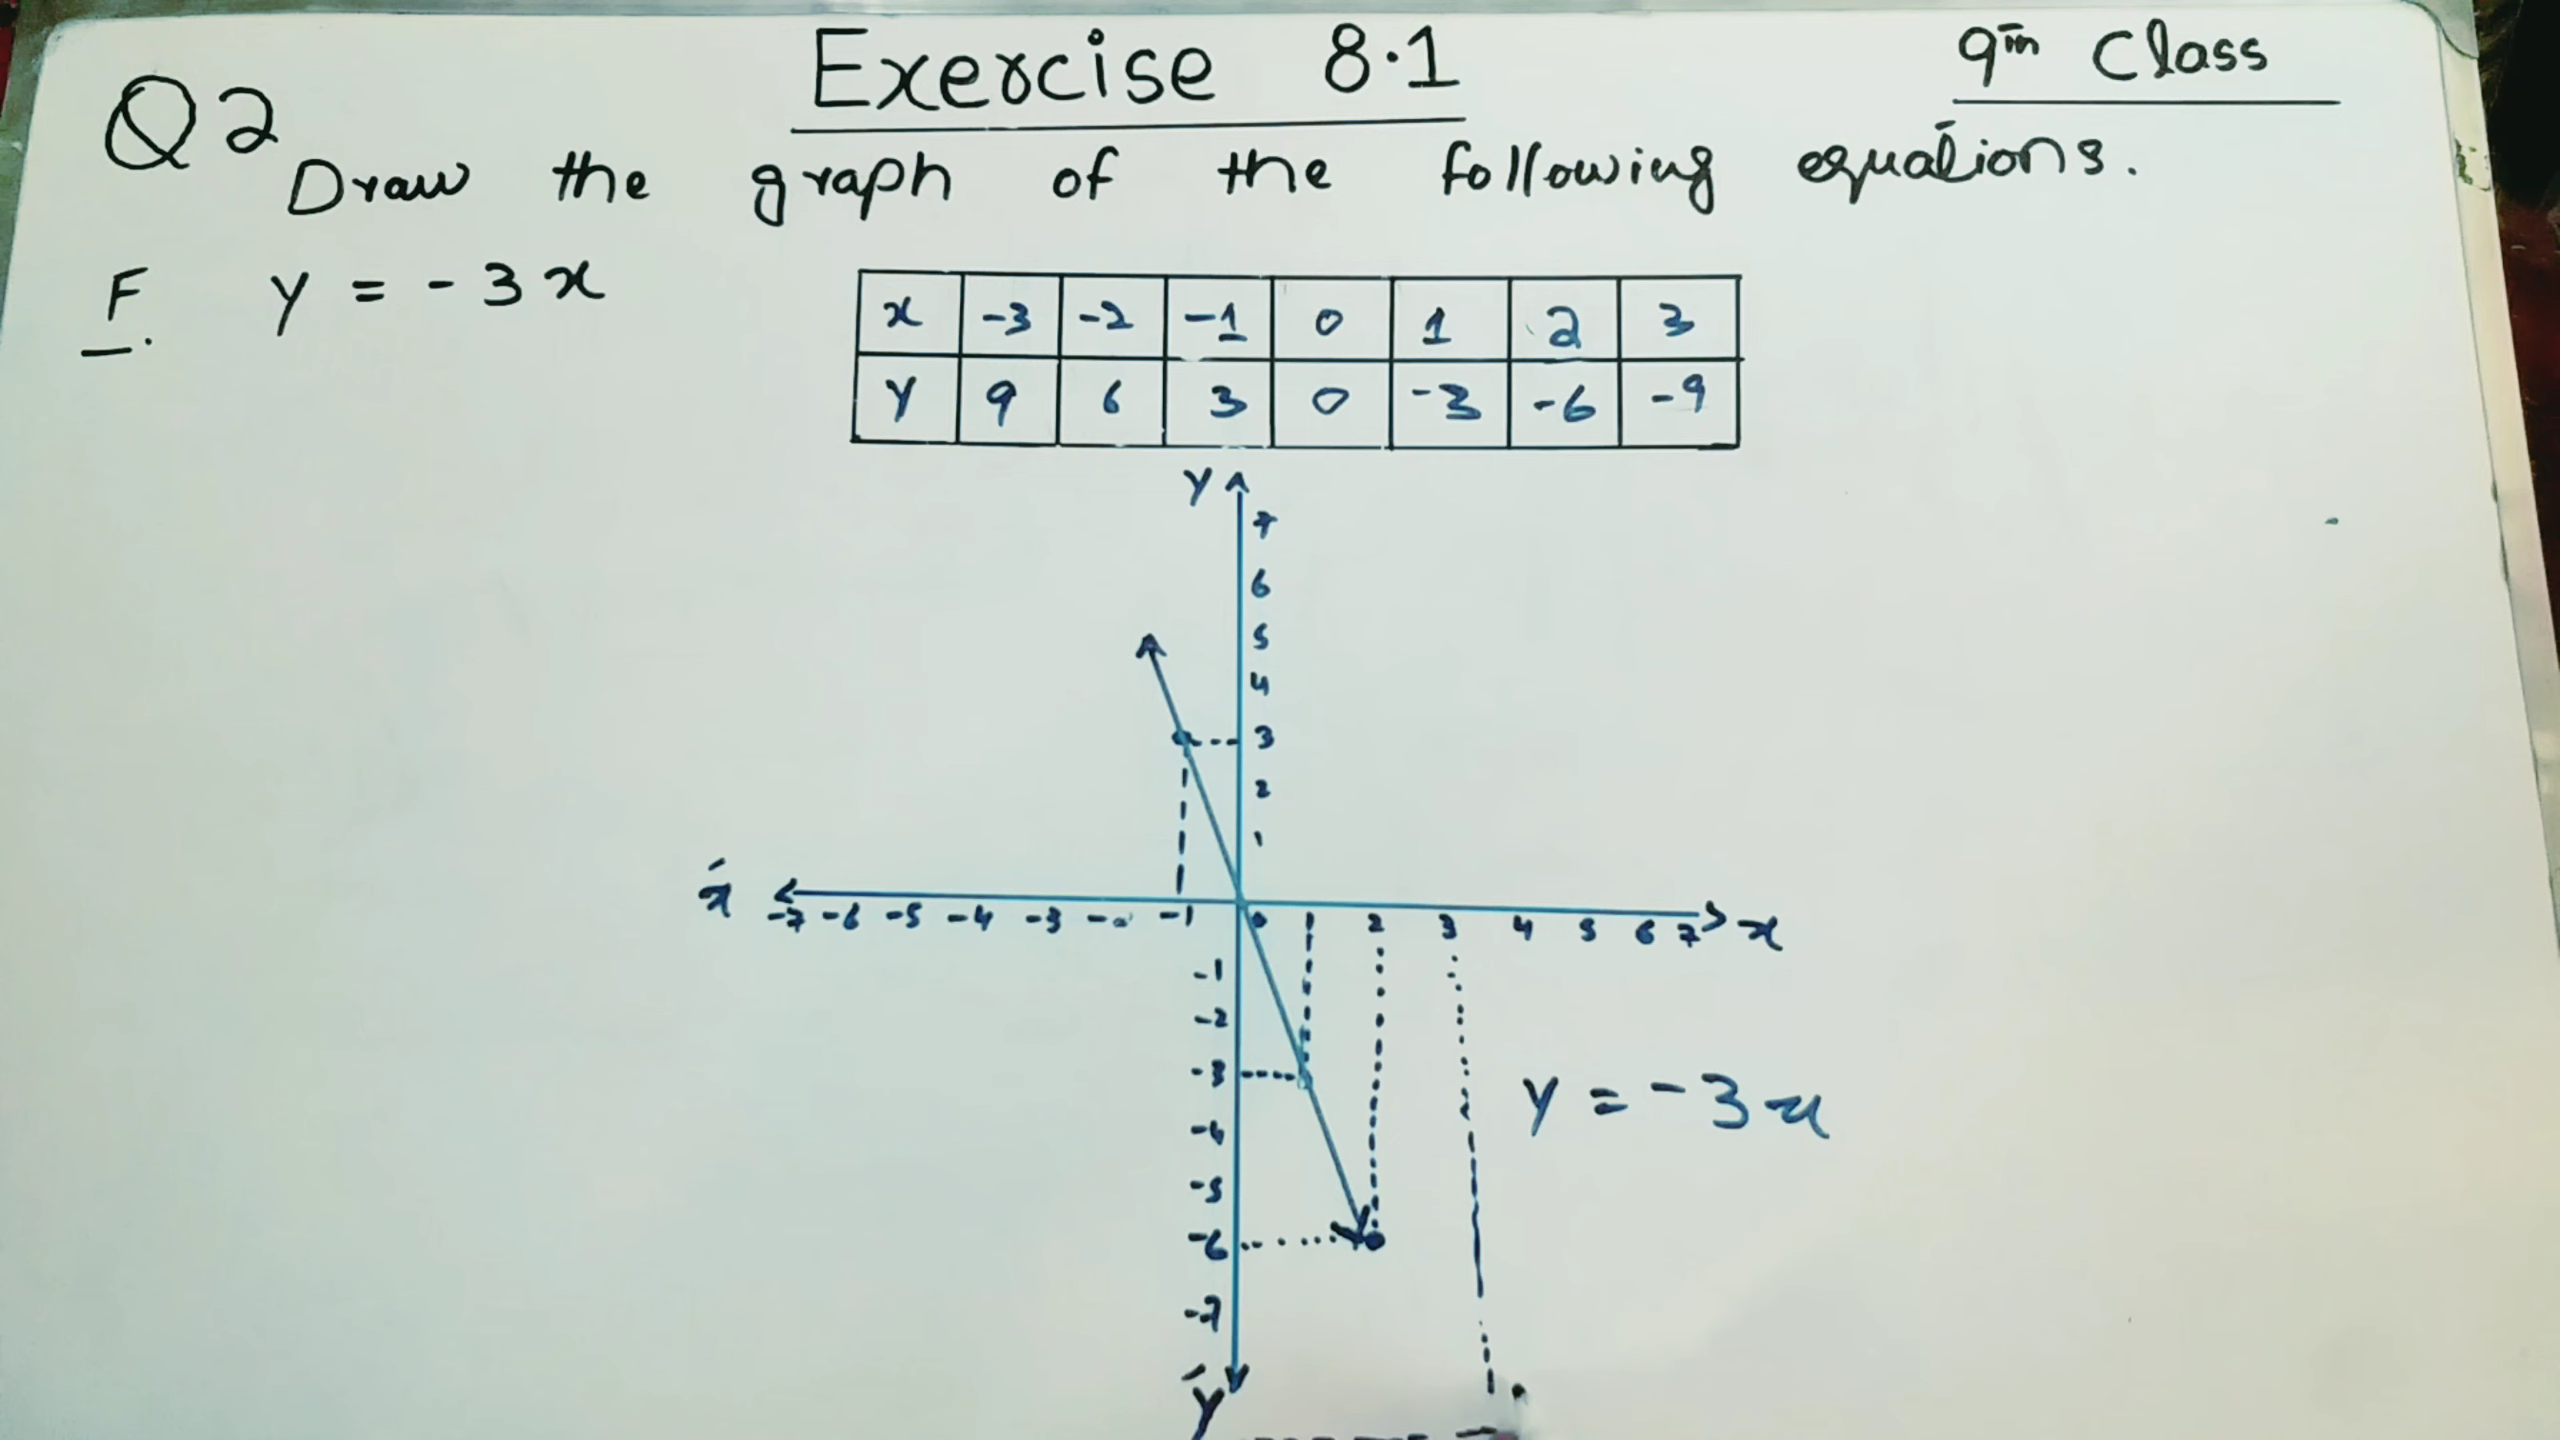 Exercise 8.1
9th Class
Q2
Draw the graph of the following equations.
F. y = -3x
x -3 -2 -1 0 1 2 3
y 9 6 3 0 -3 -6 -9
Y
7
6
5
4
3
2
1
x́ -7 -6 -5 -4 -3 -1 0 1 2 3 4 5 6 7 x
-1
-2
-3
y = -3x
-4
-5
-6
-7
Ý